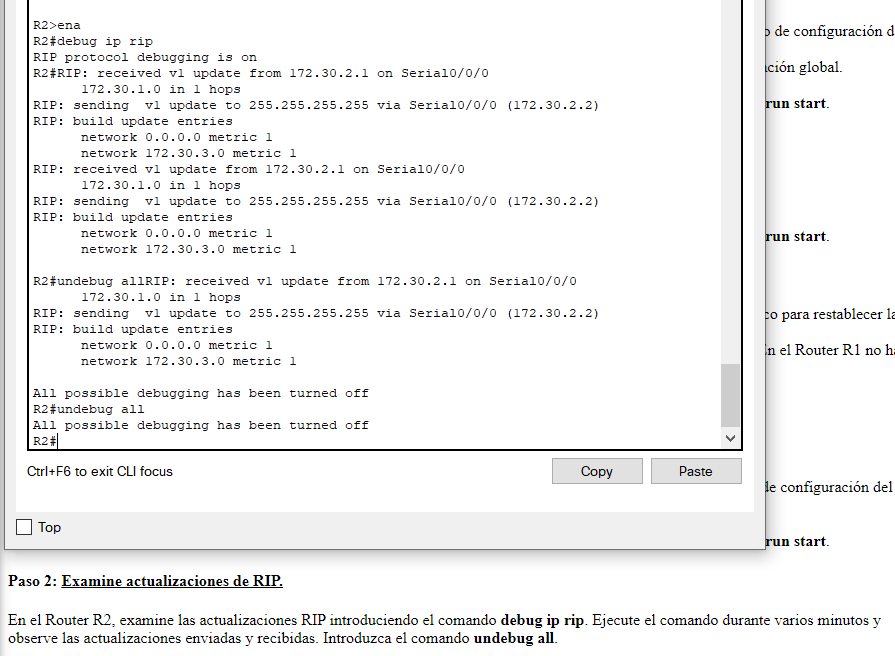 R2>ena
R2#debug ip rip
RIP protocol debugging is on
R2#RIP: received v1 update from 172.30.2.1 on Serial0/0/0
172.30.1.0 in 1 hops
RIP: sending  v1 update to 255.255.255.255 via Serial0/0/0 (172.30.2.2)
RIP: build update entries
network 0.0.0.0 metric 1
network 172.30.3.0 metric 1
RIP: received v1 update from 172.30.2.1 on Serial0/0/0
172.30.1.0 in 1 hops
RIP: sending  v1 update to 255.255.255.255 via Serial0/0/0 (172.30.2.2)
RIP: build update entries
network 0.0.0.0 metric 1
network 172.30.3.0 metric 1
R2#undebug allRIP: received v1 update from 172.30.2.1 on Serial0/0/0
172.30.1.0 in 1 hops
RIP: sending  v1 update to 255.255.255.255 via Serial0/0/0 (172.30.2.2)
RIP: build update entries
network 0.0.0.0 metric 1
network 172.30.3.0 metric 1
All possible debugging has been turned off
R2#undebug all
All possible debugging has been turned off
R2#
Ctrl+F6 to exit CLI focus
Copy
Paste
Top
de configuración d
ción global.
run start.
run start.
co para restablecer la
En el Router R1 no ha
de configuración del
run start.
Paso 2: Examine actualizaciones de RIP.
En el Router R2, examine las actualizaciones RIP introduciendo el comando debug ip rip. Ejecute el comando durante varios minutos y
observe las actualizaciones enviadas y recibidas. Introduzca el comando undebug all.